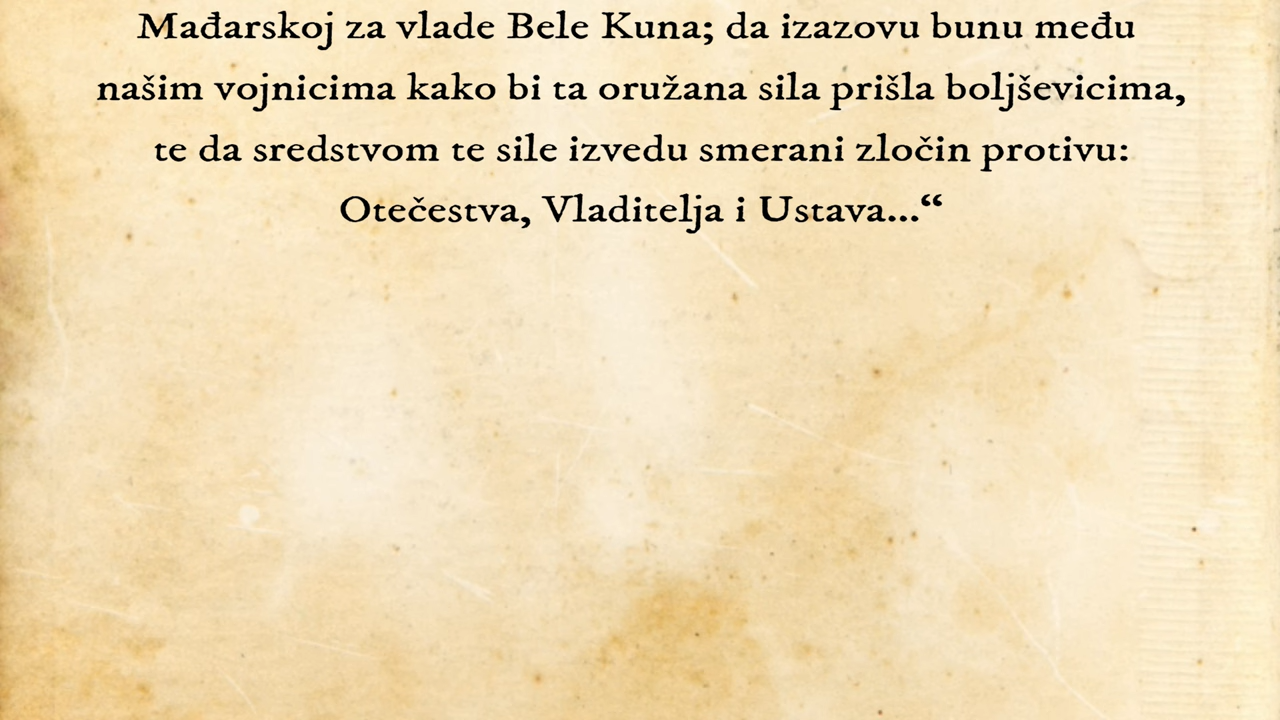 Mađarskoj za vlade Bele Kuna; da izazovu bunu među
našim vojnicima kako bi ta oružana sila prišla boljševicima,
te da sredstvom te sile izvedu smerani zločin protivu:
Otečestva, Vladitelja i Ustava...“